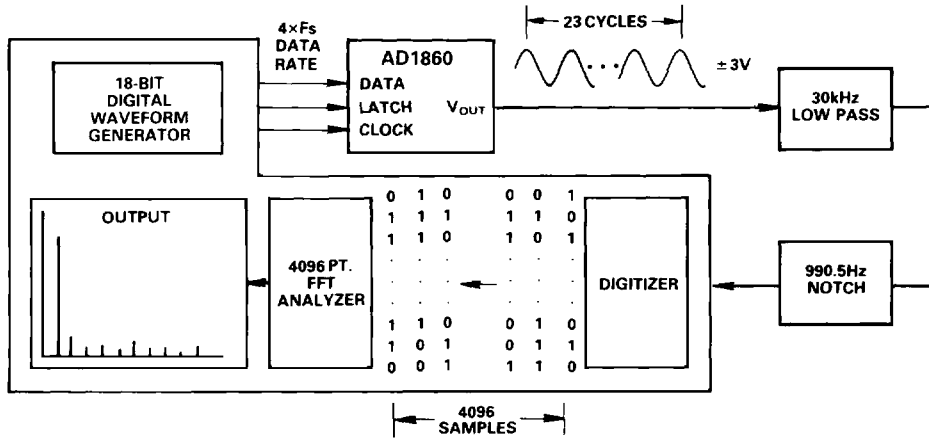 4×Fs
DATA
RATE
23 CYCLES
± 3V
18-BIT
DIGITAL
WAVEFORM
GENERATOR
AD1860
DATA
LATCH
CLOCK
VOUT
30kHz
LOW PASS
OUTPUT
4096 PT.
FFT
ANALYZER
0 1 0 0 0 1
1 1 1 1 1 0
1 1 0 1 0 1
. . . . . .
. . . . . .
. . . . . .
1 1 0 0 1 0
1 0 1 0 1 1
0 0 1 1 1 0
DIGITIZER
990.5Hz
NOTCH
4096
SAMPLES